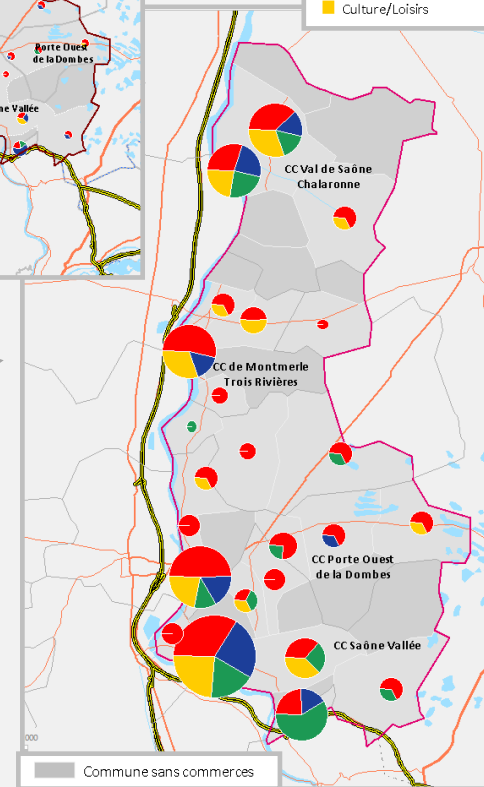 Culture/Loisirs
Porte Ouest
de la Dombes
ne Vallée
CC Val de Saône
Chalaronne
CC de Montmerle
Trois Rivières
CC Porte Ouest
de la Dombes
CC Saône Vallée
000
Commune sans commerces